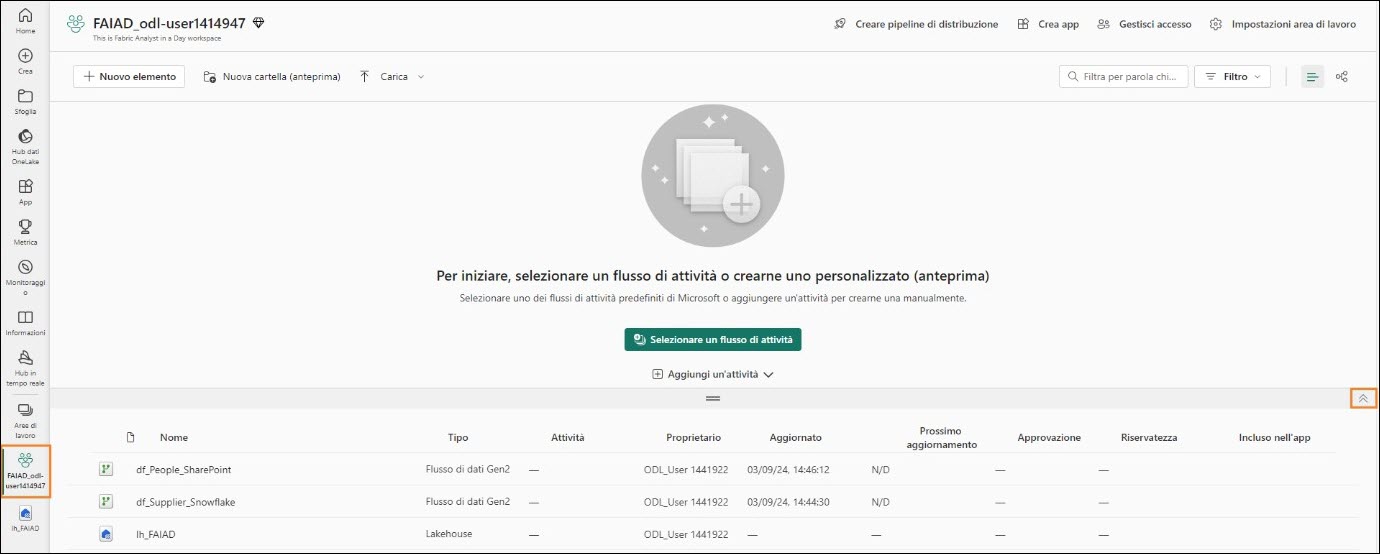 Home
Crea
Sfoglia
Hub dati
OneLake
App
Metrica
Monitoraggi
o
Informazioni
Hub in
tempo reale
Aree di
lavoro
FAIAD_odl-
user1414947
lh_FAIAD
FAIAD_odl-user1414947
This is Fabric Analyst in a Day workspace
Creare pipeline di distribuzione Crea app Gestisci accesso Impostazioni area di lavoro
Nuovo elemento Nuova cartella (anteprima) Carica Filtra per parola chi... Filtro
Per iniziare, selezionare un flusso di attività o crearne uno personalizzato (anteprima)
Selezionare uno dei flussi di attività predefiniti di Microsoft o aggiungere un'attività per crearne una manualmente.
Selezionare un flusso di attività
Aggiungi un'attività
Nome Tipo Attività Proprietario Aggiornato Prossimo aggiornamento Approvazione Riservatezza Incluso nell'app
df_People_SharePoint Flusso di dati Gen2 — ODL_User 1441922 03/09/24, 14:46:12 N/D — —
df_Supplier_Snowflake Flusso di dati Gen2 — ODL_User 1441922 03/09/24, 14:44:30 N/D — —
lh_FAIAD Lakehouse — ODL_User 1441922 — — — —